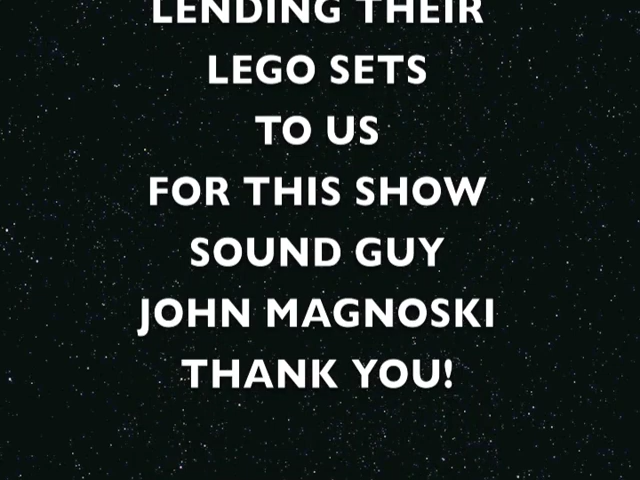 LENDING THEIR
LEGO SETS
TO US
FOR THIS SHOW
SOUND GUY
JOHN MAGNOSKI
THANK YOU!